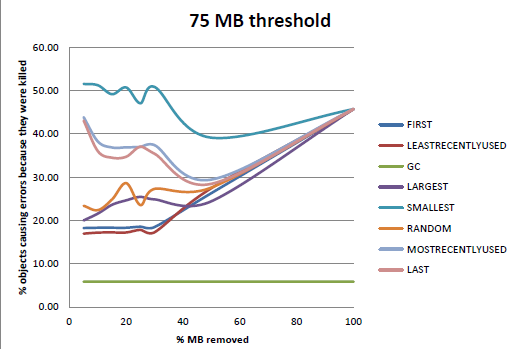 75 MB threshold
% objects causing errors because they were killed
60.00
50.00
40.00
30.00
20.00
10.00
0.00
0
20
40
60
80
100
% MB removed
FIRST
LEASTRECENTLYUSED
GC
LARGEST
SMALLEST
RANDOM
MOSTRECENTLYUSED
LAST